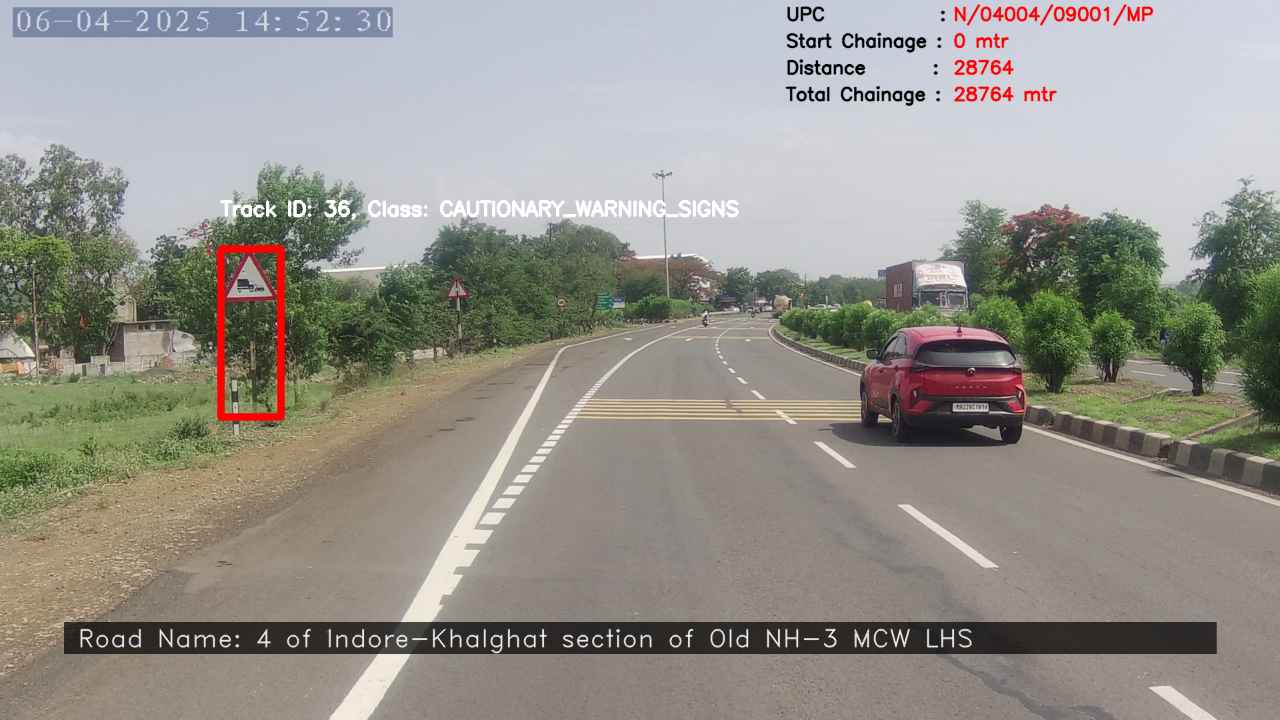 06-04-2025 14:52:30
UPC : N/04004/09001/MP
Start Chainage : 0 mtr
Distance : 28764
Total Chainage : 28764 mtr
Track ID: 36, Class: CAUTIONARY_WARNING_SIGNS
Road Name: 4 of Indore-Khalghat section of Old NH-3 MCW LHS